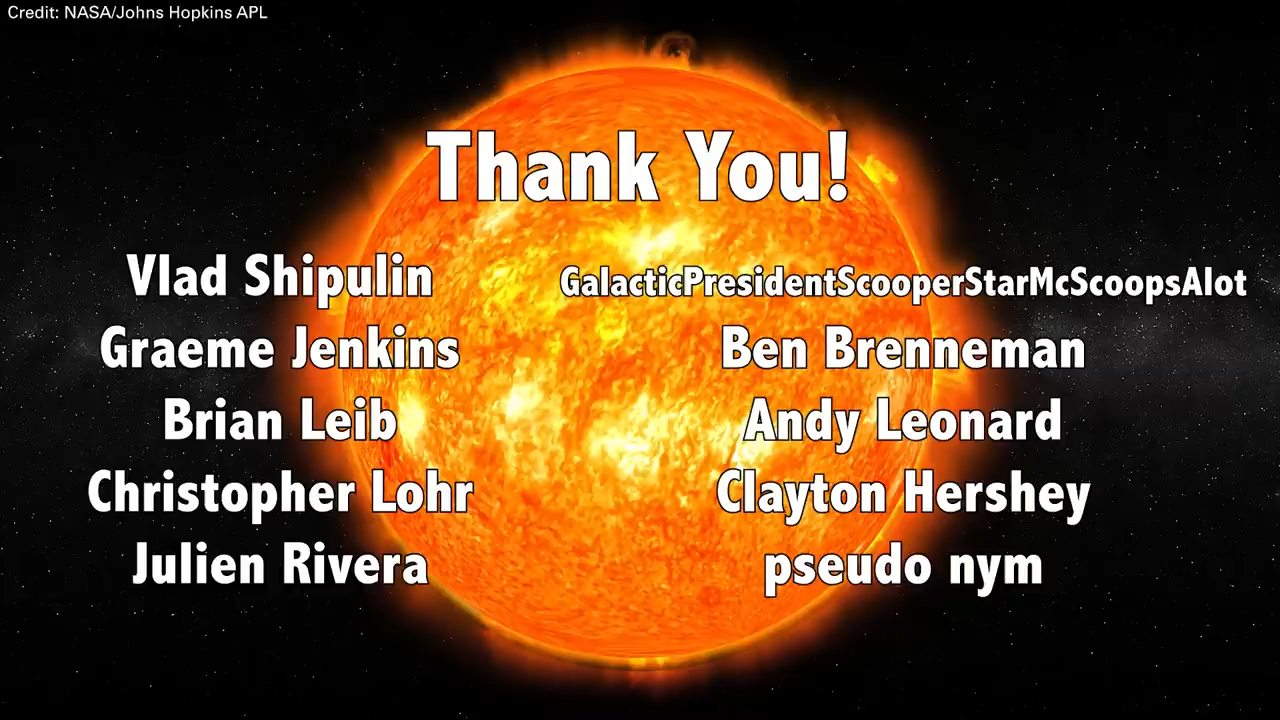 Credit: NASA/Johns Hopkins APL
Thank You!
Vlad Shipulin
Graeme Jenkins
Brian Leib
Christopher Lohr
Julien Rivera
GalacticPresidentScooperStarMcScoopsAlot
Ben Brenneman
Andy Leonard
Clayton Hershey
pseudo nym